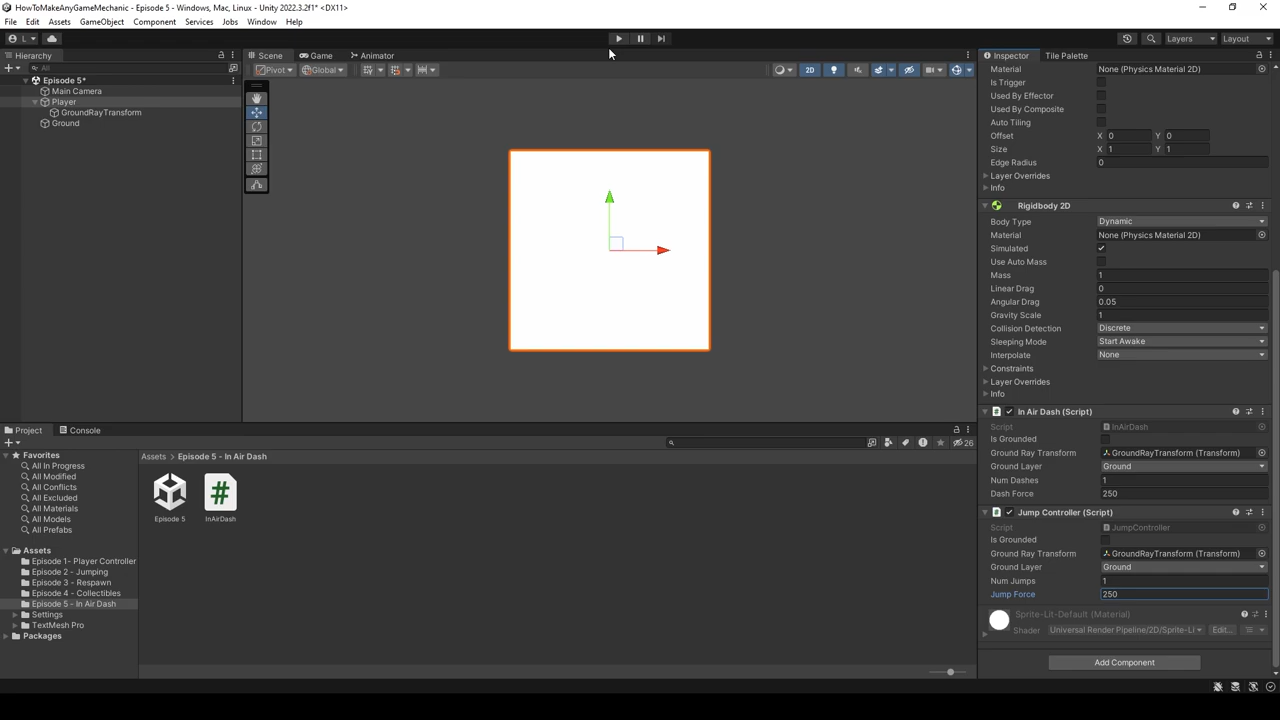 HowToMakeAnyGameMechanic - Episode 5 - Windows, Mac, Linux - Unity 2022.3.2f1* <DX11>
File Edit Assets GameObject Component Services Jobs Window Help
L
Layers
Layout
Hierarchy
All
Episode 5*
Main Camera
Player
GroundRayTransform
Ground
Scene Game Animator
Pivot Global 2D
Inspector Tile Palette
Material None (Physics Material 2D)
Is Trigger
Used By Effector
Used By Composite
Auto Tiling
Offset X 0 Y 0
Size X 1 Y 1
Edge Radius 0
Layer Overrides
Info
Rigidbody 2D
Body Type Dynamic
Material None (Physics Material 2D)
Simulated
Use Auto Mass
Mass 1
Linear Drag 0
Angular Drag 0.05
Gravity Scale 1
Collision Detection Discrete
Sleeping Mode Start Awake
Interpolate None
Constraints
Layer Overrides
Info
In Air Dash (Script)
Script InAirDash
Is Grounded
Ground Ray Transform GroundRayTransform (Transform)
Ground Layer Ground
Num Dashes 1
Dash Force 250
Jump Controller (Script)
Script JumpController
Is Grounded
Ground Ray Transform GroundRayTransform (Transform)
Ground Layer Ground
Num Jumps 1
Jump Force 250
Sprite-Lit-Default (Material)
Shader Universal Render Pipeline/2D/Sprite-Li Edit...
Add Component
Project Console
26
Favorites
All In Progress
All Modified
All Conflicts
All Excluded
All Materials
All Models
All Prefabs
Assets
Episode 1- Player Controller
Episode 2 - Jumping
Episode 3 - Respawn
Episode 4 - Collectibles
Episode 5 - In Air Dash
Settings
TextMesh Pro
Packages
Assets > Episode 5 - In Air Dash
Episode 5
#
InAirDash